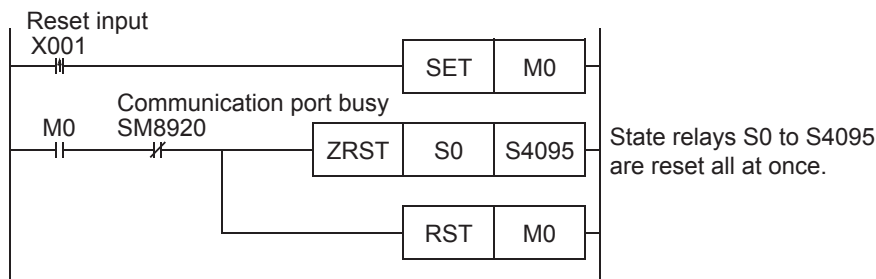 Reset input
X001
SET M0
Communication port busy
M0 SM8920
ZRST S0 S4095
State relays S0 to S4095
are reset all at once.
RST M0